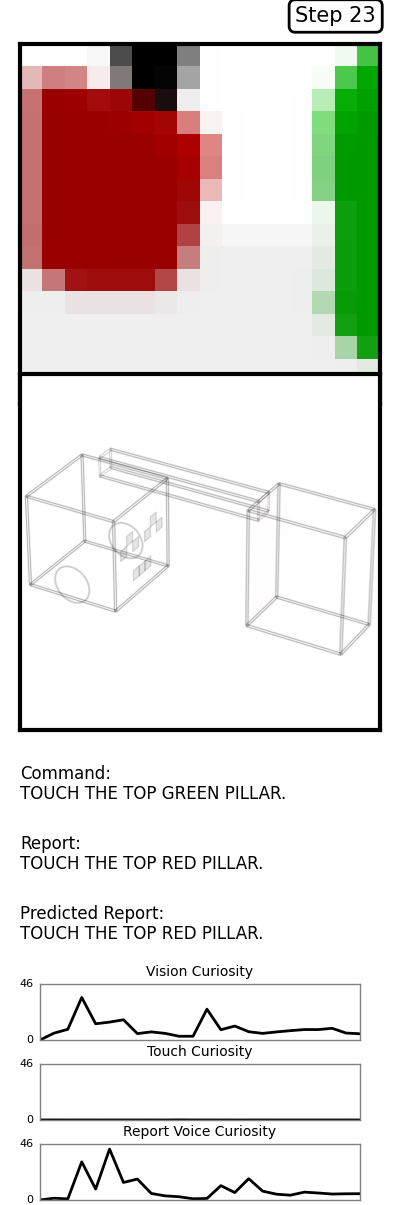 Step 23
Command:
TOUCH THE TOP GREEN PILLAR.
Report:
TOUCH THE TOP RED PILLAR.
Predicted Report:
TOUCH THE TOP RED PILLAR.
Vision Curiosity
46
0
Touch Curiosity
46
0
Report Voice Curiosity
46
0